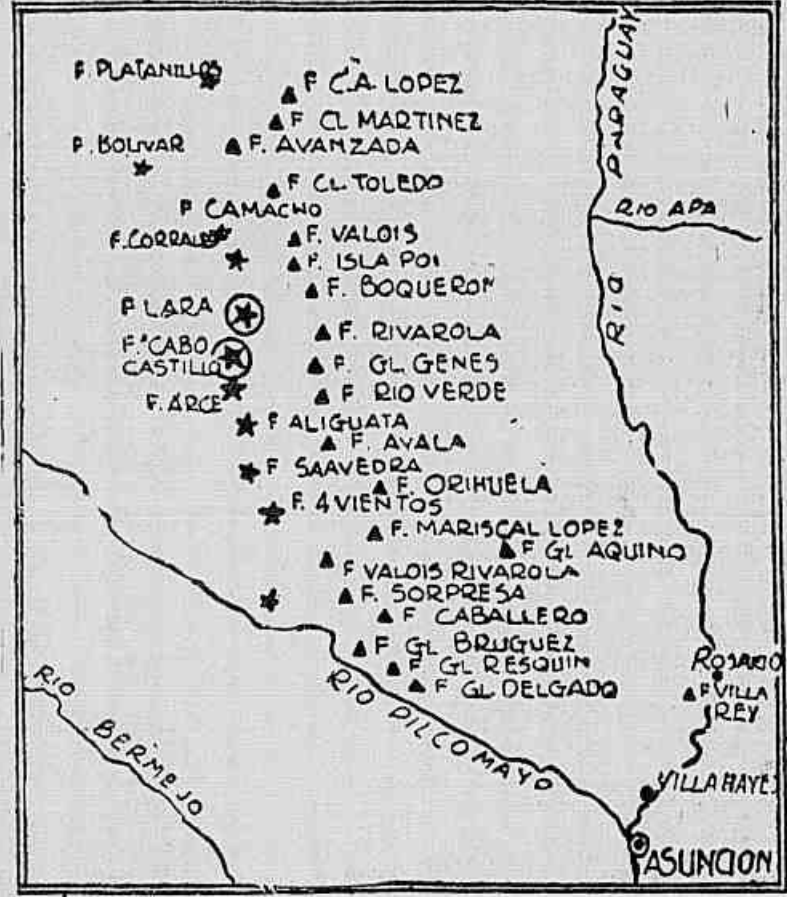 F. PLATANILLOS
F C.A. LOPEZ
F CL MARTINEZ
F. BOLIVAR
F. AVANZADA
F CL. TOLEDO
F CAMACHO
F. CORRALES
F. VALOIS
F. ISLA POI
F. BOQUERON
F LARA
F. RIVAROLA
Fº CABO
CASTILLO
F. GL. GENES
F. ARCE
F. RIO VERDE
F ALIGUATA
F. AYALA
F SAAVEDRA
F. ORIHUELA
F. 4 VIENTOS
F. MARISCAL LOPEZ
F GL AQUINO
F VALOIS RIVAROLA
F. SORPRESA
F CABALLERO
F GL BRUGUEZ
F GL RESQUIN
F GL DELGADO
RIO PARAGUAY
RIO APA
ROSARIO
F VILLA
REY
VILLA HAYES
ASUNCION
RIO PILCOMAYO
RIO BERMEJO